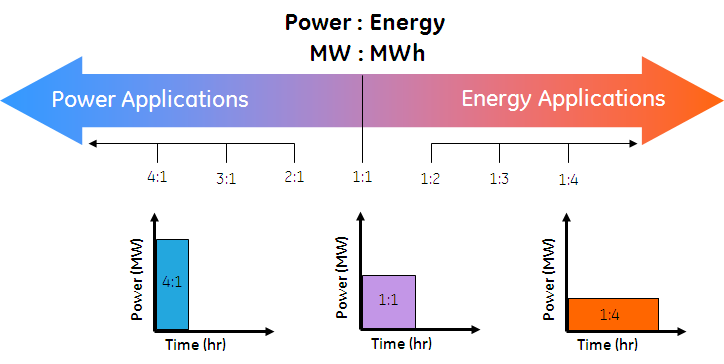 Power : Energy
MW : MWh
Power Applications
Energy Applications
4:1
3:1
2:1
1:1
1:2
1:3
1:4
Power (MW)
4:1
Time (hr)
Power (MW)
1:1
Time (hr)
Power (MW)
1:4
Time (hr)